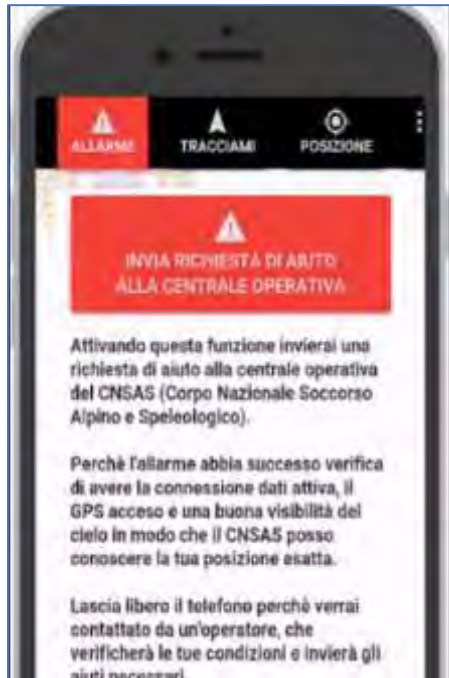 ALLARME TRACCIAMI POSIZIONE
INVIA RICHIESTA DI AIUTO
ALLA CENTRALE OPERATIVA
Attivando questa funzione invierai una
richiesta di aiuto alla centrale operativa
del CNSAS (Corpo Nazionale Soccorso
Alpino e Speleologico).
Perchè l'allarme abbia successo verifica
di avere la connessione dati attiva, il
GPS acceso e una buona visibilità del
cielo in modo che il CNSAS posso
conoscere la tua posizione esatta.
Lascia libero il telefono perchè verrai
contattato da un'operatore, che
verificherà le tue condizioni e invierà gli
aiuti necessari.